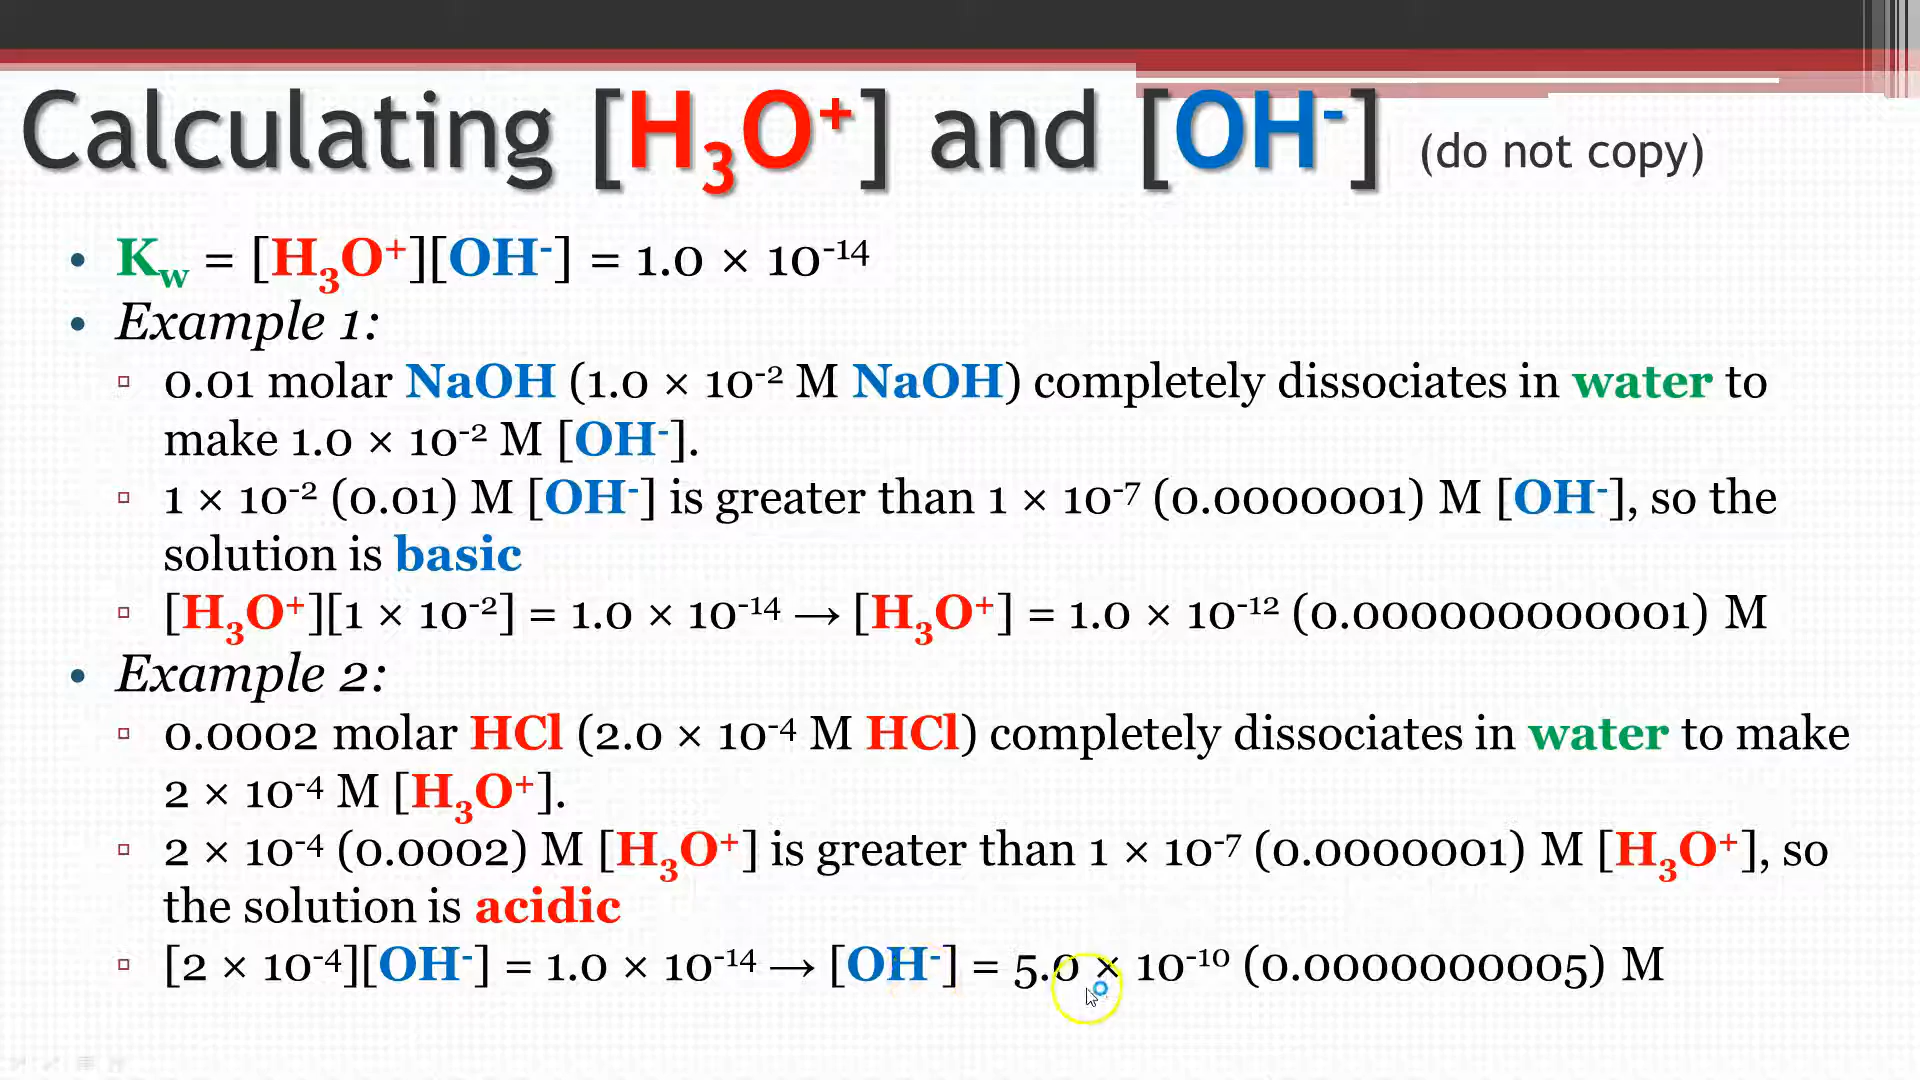 Calculating [H₃O⁺] and [OH⁻] (do not copy)
• K_w = [H₃O⁺][OH⁻] = 1.0 × 10⁻¹⁴
• Example 1:
▫ 0.01 molar NaOH (1.0 × 10⁻² M NaOH) completely dissociates in water to
make 1.0 × 10⁻² M [OH⁻].
▫ 1 × 10⁻² (0.01) M [OH⁻] is greater than 1 × 10⁻⁷ (0.0000001) M [OH⁻], so the
solution is basic
▫ [H₃O⁺][1 × 10⁻²] = 1.0 × 10⁻¹⁴ → [H₃O⁺] = 1.0 × 10⁻¹² (0.000000000001) M
• Example 2:
▫ 0.0002 molar HCl (2.0 × 10⁻⁴ M HCl) completely dissociates in water to make
2 × 10⁻⁴ M [H₃O⁺].
▫ 2 × 10⁻⁴ (0.0002) M [H₃O⁺] is greater than 1 × 10⁻⁷ (0.0000001) M [H₃O⁺], so
the solution is acidic
▫ [2 × 10⁻⁴][OH⁻] = 1.0 × 10⁻¹⁴ → [OH⁻] = 5.0 × 10⁻¹⁰ (0.0000000005) M